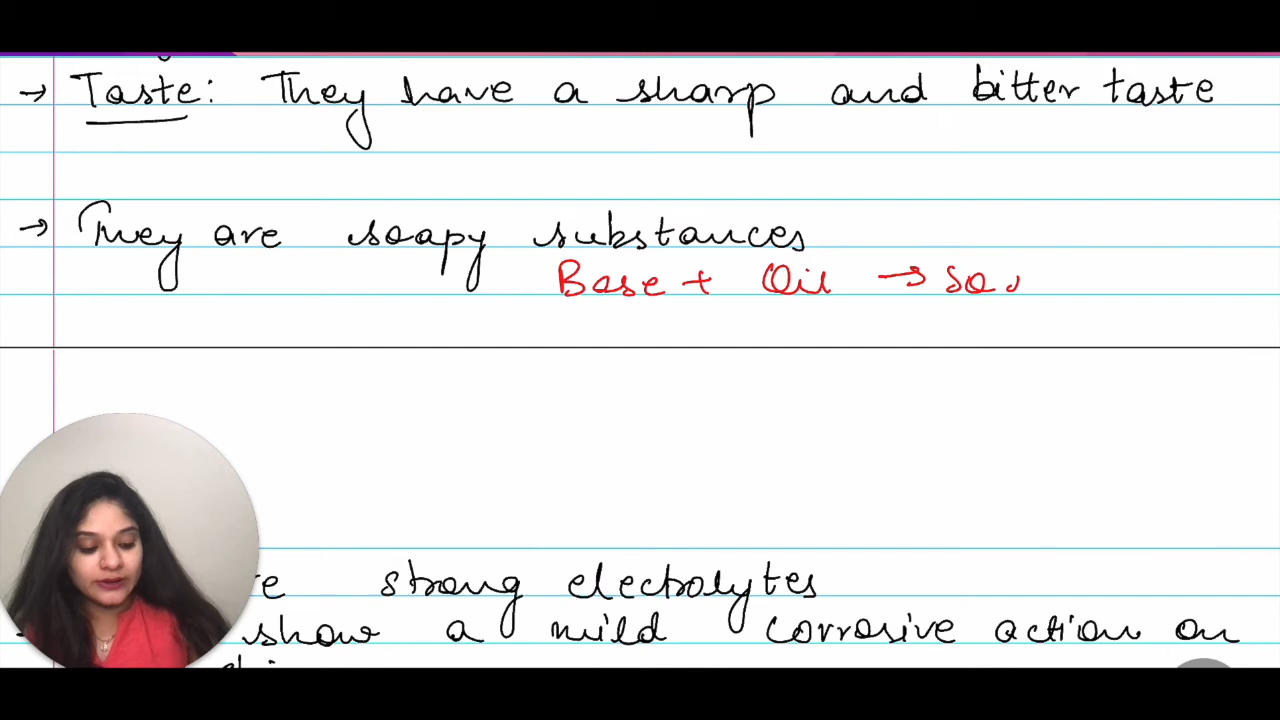 → Taste: They have a sharp and bitter taste
→ They are soapy substances
Base + Oil → so
strong electrolytes
show a mild corrosive action on